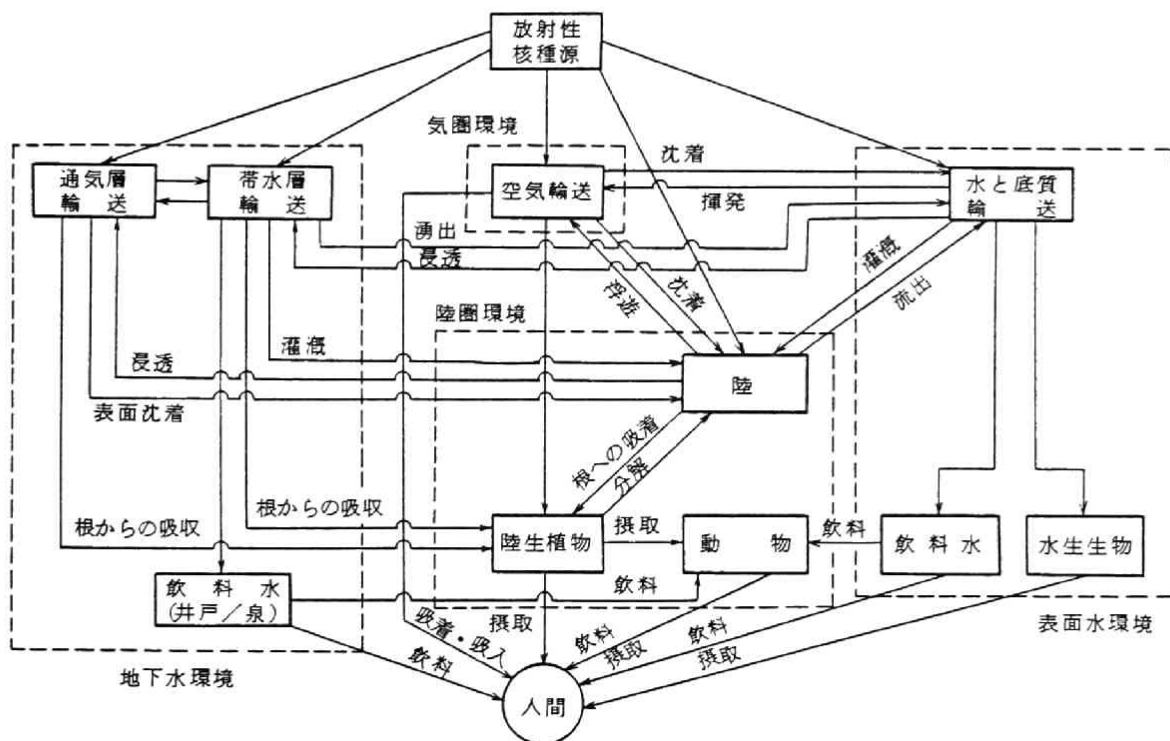 放射性
核種源
気圏環境
沈着
通気層
輸送
帯水層
輸送
空気輸送
水と底質
輸送
揮発
湧出
浸透
灌漑
流出
浮遊
沈着
陸圏環境
灌漑
浸透
陸
表面沈着
根への吸着
分解
根からの吸収
根からの吸収
陸生植物
摂取
動物
飲料
飲料水
水生生物
飲料水
(井戸/泉)
飲料
吸着・吸入
摂取
飲料
摂取
飲料
摂取
表面水環境
地下水環境
飲料
人間